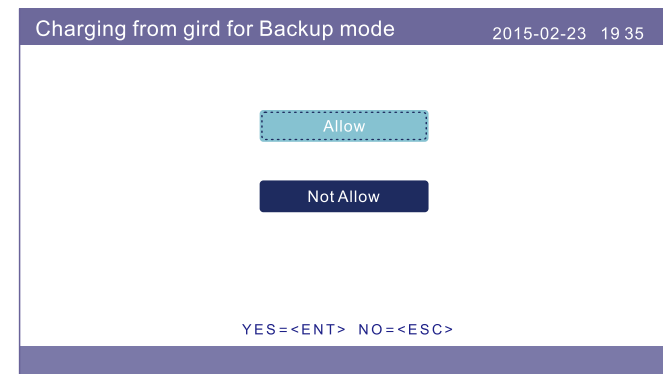 Charging from gird for Backup mode 2015-02-23 19 35
Allow
Not Allow
YES=<ENT> NO=<ESC>